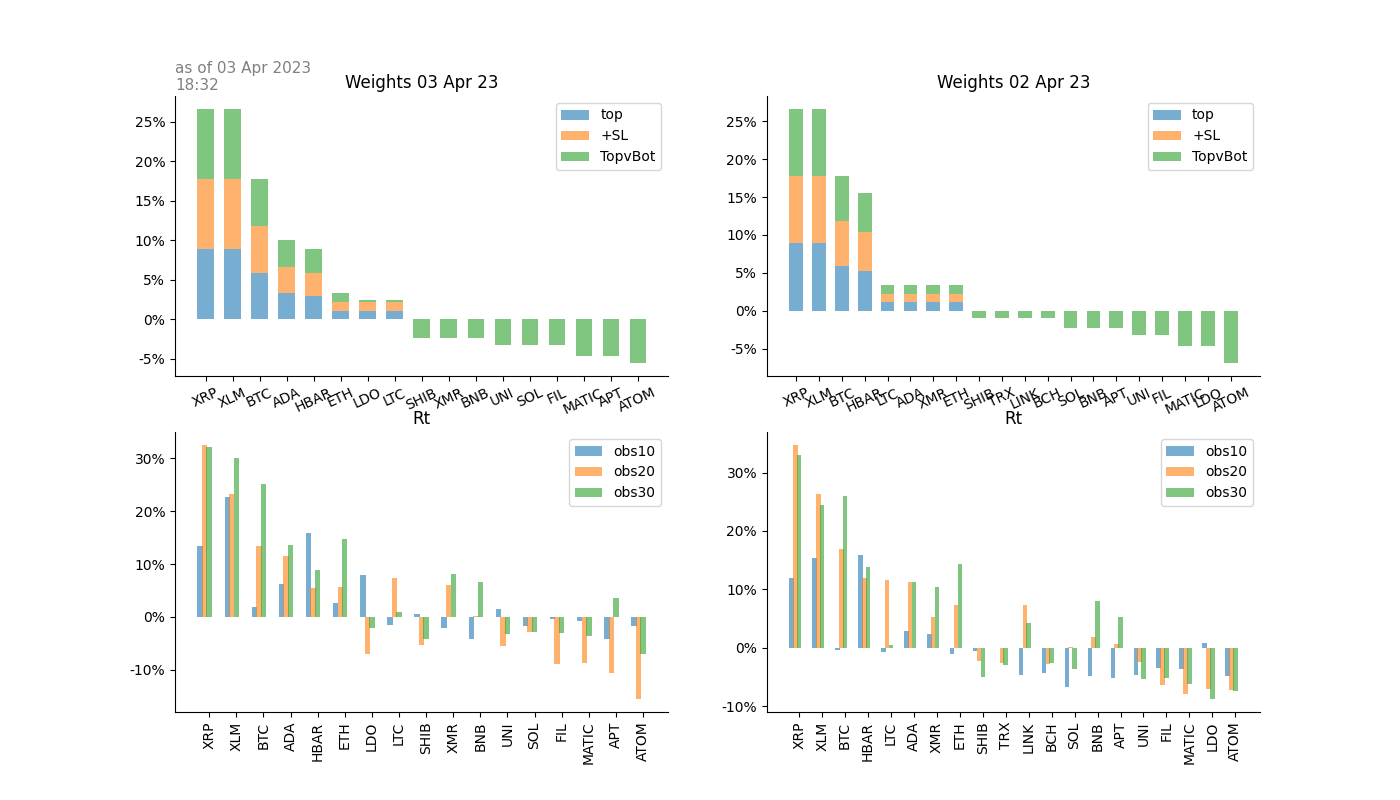 as of 03 Apr 2023
18:32
Weights 03 Apr 23
25%
20%
15%
10%
5%
0%
-5%
top
+SL
TopvBot
XRP XLM BTC ADA HBAR ETH LDO LTC SHIB XMR BNB UNI SOL FIL MATIC APT ATOM
Weights 02 Apr 23
25%
20%
15%
10%
5%
0%
-5%
top
+SL
TopvBot
XRP XLM BTC HBAR LTC ADA XMR ETH SHIB TRX LINK BCH SOL BNB APT UNI FIL MATIC LDO ATOM
Rt
30%
20%
10%
0%
-10%
obs10
obs20
obs30
XRP XLM BTC ADA HBAR ETH LDO LTC SHIB XMR BNB UNI SOL FIL MATIC APT ATOM
Rt
30%
20%
10%
0%
-10%
obs10
obs20
obs30
XRP XLM BTC HBAR LTC ADA XMR ETH SHIB TRX LINK BCH SOL BNB APT UNI FIL MATIC LDO ATOM